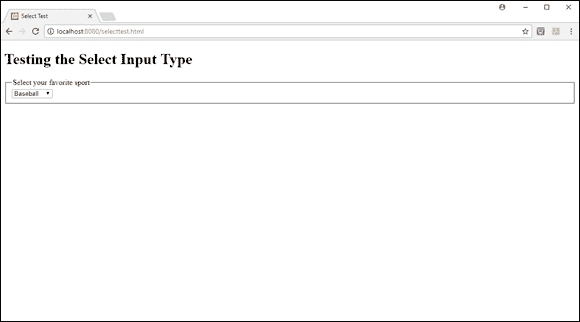 Select Test
localhost:8080/selecttest.html
Testing the Select Input Type
Select your favorite sport
Baseball